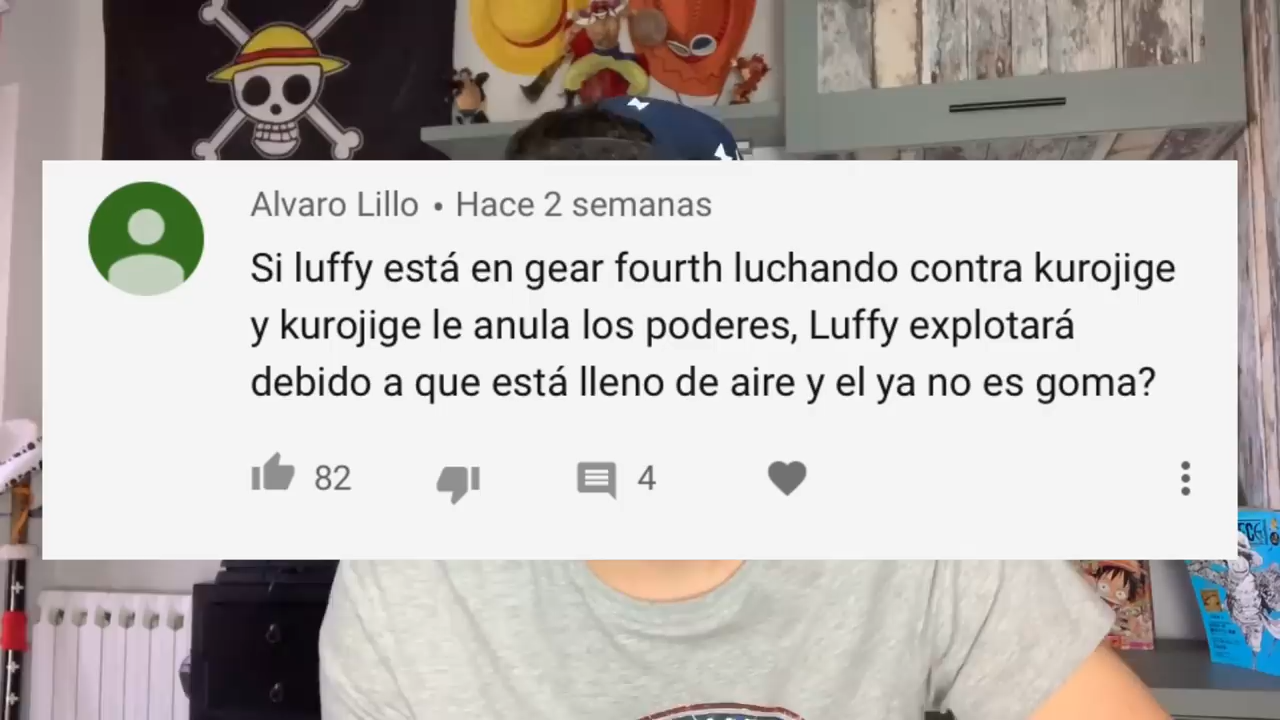 Alvaro Lillo • Hace 2 semanas
Si luffy está en gear fourth luchando contra kurojige
y kurojige le anula los poderes, Luffy explotará
debido a que está lleno de aire y el ya no es goma?
82
4